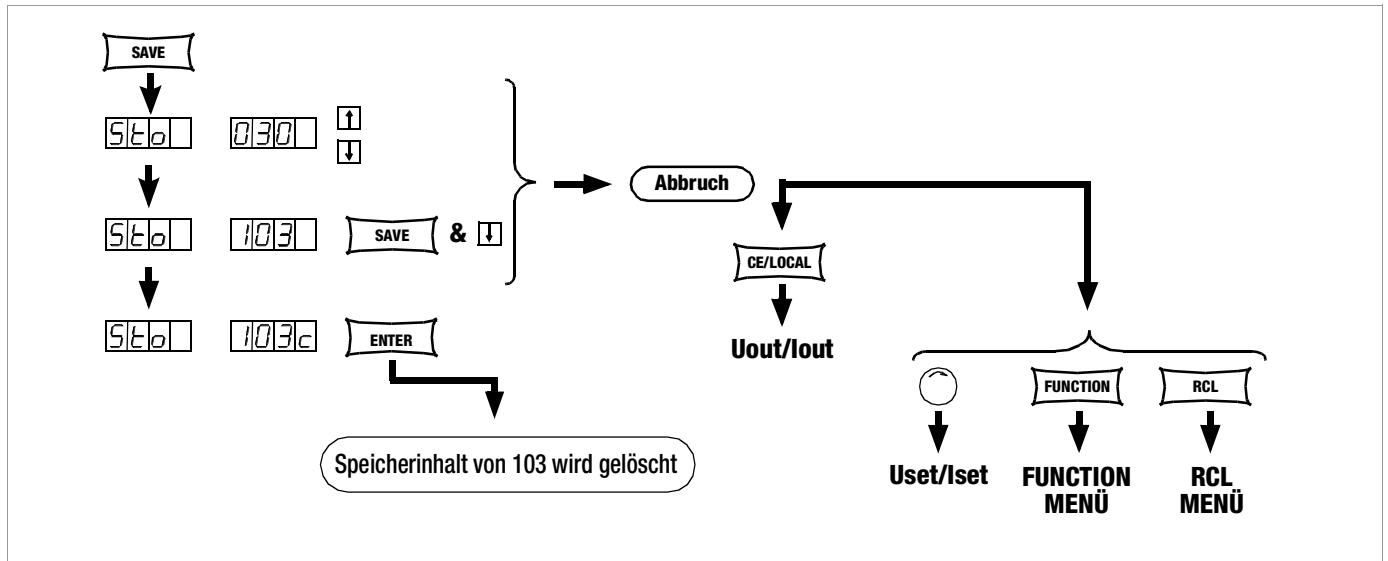 SAVE
Sto 030 ↑
↓
Abbruch
Sto 103 SAVE & ↓
CE/LOCAL
Sto 103c ENTER
Uout/Iout
FUNCTION RCL
Speicherinhalt von 103 wird gelöscht
Uset/Iset FUNCTION RCL
MENÜ MENÜ